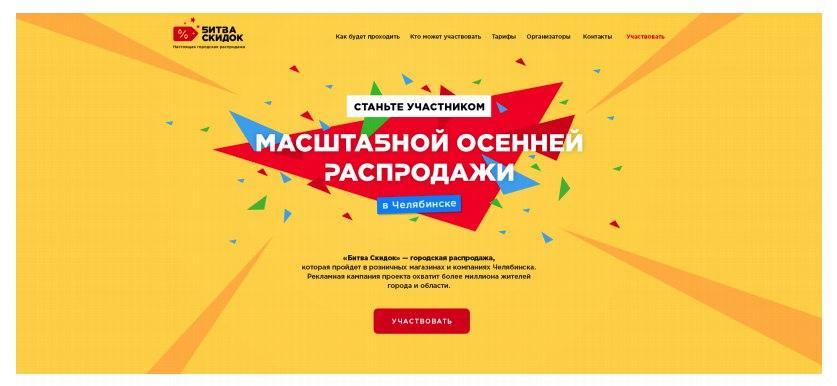 БИТВА
СКИДОК
Настоящая городская распродажа
Как будет проходить Кто может участвовать Тарифы Организаторы Контакты Участвовать
СТАНЬТЕ УЧАСТНИКОМ
МАСШТАБНОЙ ОСЕННЕЙ
РАСПРОДАЖИ
в Челябинске
«Битва Скидок» — городская распродажа,
которая пройдет в розничных магазинах и компаниях Челябинска.
Рекламная кампания проекта охватит более миллиона жителей
города и области.
УЧАСТВОВАТЬ